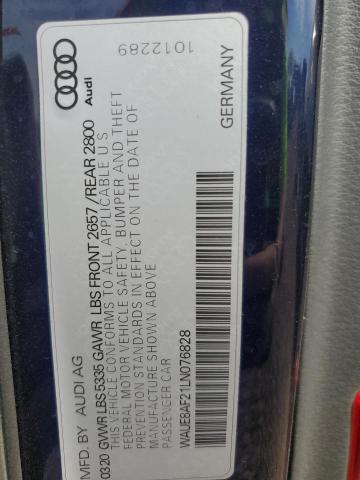 MFD. BY AUDI AG
0320 GVWR LBS 5335 GAWR LBS FRONT 2657 / REAR 2800
THIS VEHICLE CONFORMS TO ALL APPLICABLE U S
FEDERAL MOTOR VEHICLE SAFETY, BUMPER AND THEFT
PREVENTION STANDARDS IN EFFECT ON THE DATE OF
MANUFACTURE SHOWN ABOVE
PASSENGER CAR
WAUE8AF21LN076828
GERMANY
Audi
1012289